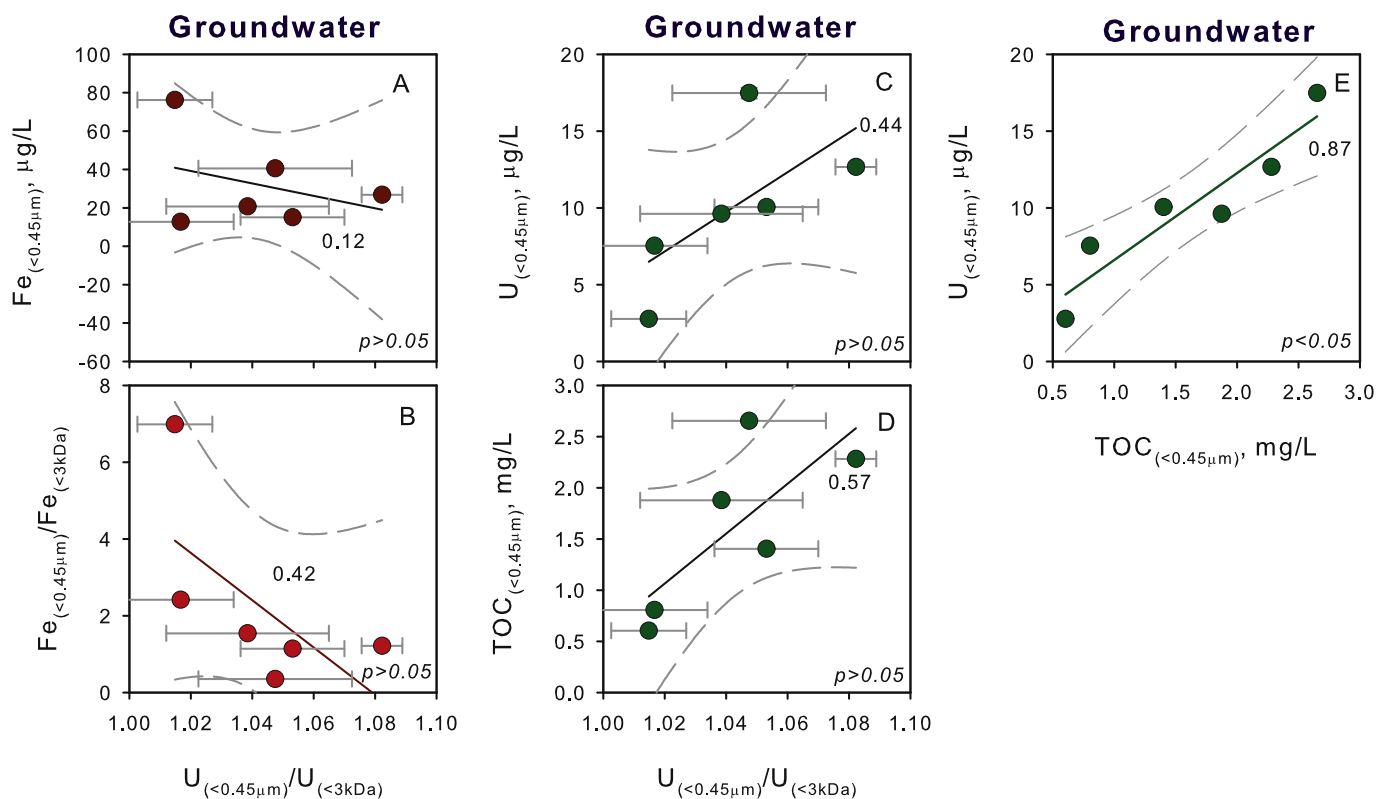 Groundwater
Groundwater
Groundwater
A
100
80
60
40
20
0
-20
-40
-60
Fe(<0.45µm), µg/L
0.12
p>0.05
C
20
15
10
5
0
U(<0.45µm), µg/L
0.44
p>0.05
E
20
15
10
5
0
U(<0.45µm), µg/L
0.87
p<0.05
0.5 1.0 1.5 2.0 2.5 3.0
TOC(<0.45µm), mg/L
B
8
6
4
2
0
Fe(<0.45µm)/Fe(<3kDa)
0.42
p>0.05
1.00 1.02 1.04 1.06 1.08 1.10
U(<0.45µm)/U(<3kDa)
D
3.0
2.5
2.0
1.5
1.0
0.5
0.0
TOC(<0.45µm), mg/L
0.57
p>0.05
1.00 1.02 1.04 1.06 1.08 1.10
U(<0.45µm)/U(<3kDa)